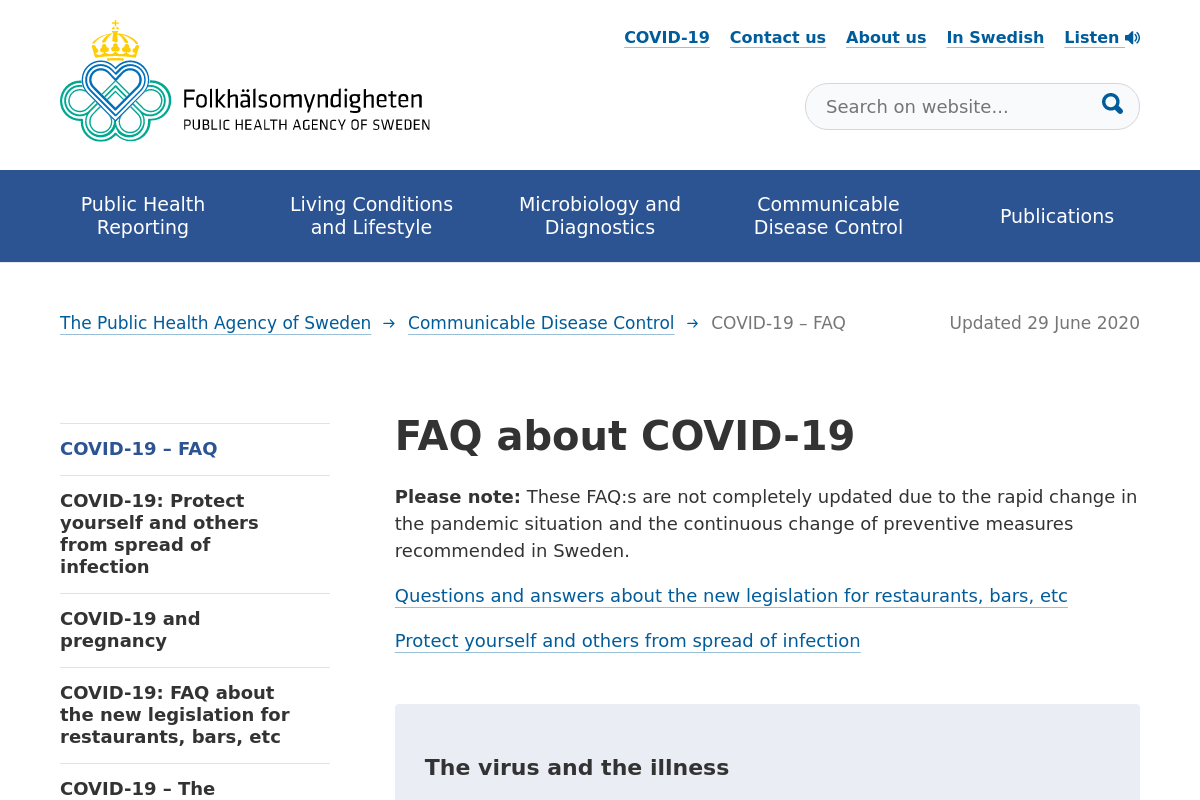 COVID-19 Contact us About us In Swedish Listen
Folkhälsomyndigheten
PUBLIC HEALTH AGENCY OF SWEDEN
Search on website...
Public Health
Reporting
Living Conditions
and Lifestyle
Microbiology and
Diagnostics
Communicable
Disease Control
Publications
The Public Health Agency of Sweden → Communicable Disease Control → COVID-19 – FAQ
Updated 29 June 2020
COVID-19 – FAQ
COVID-19: Protect
yourself and others
from spread of
infection
COVID-19 and
pregnancy
COVID-19: FAQ about
the new legislation for
restaurants, bars, etc
COVID-19 – The
FAQ about COVID-19
Please note: These FAQ:s are not completely updated due to the rapid change in
the pandemic situation and the continuous change of preventive measures
recommended in Sweden.
Questions and answers about the new legislation for restaurants, bars, etc
Protect yourself and others from spread of infection
The virus and the illness